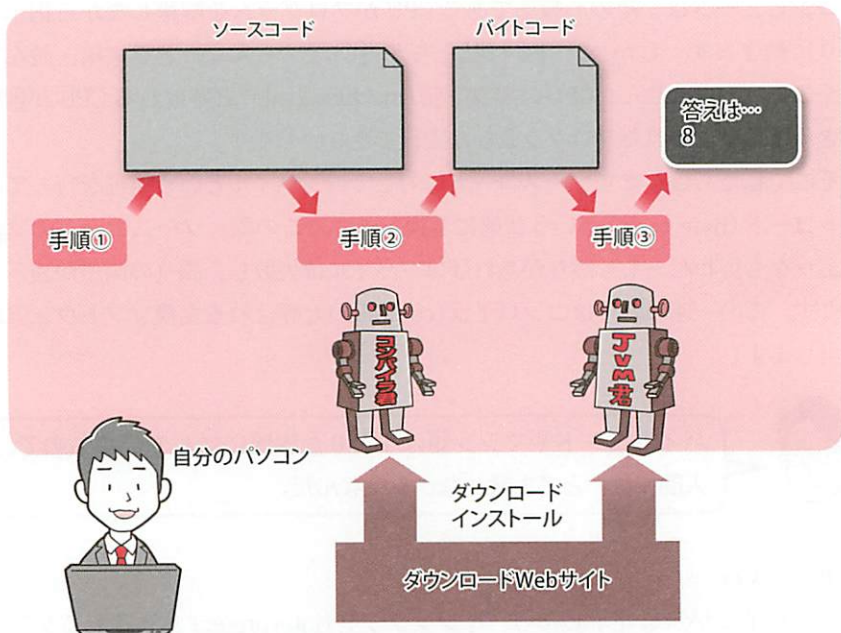 ソースコード
バイトコード
答えは…
8
手順①
手順②
手順③
コンパイラ君
JVM君
自分のパソコン
ダウンロード
インストール
ダウンロードWebサイト